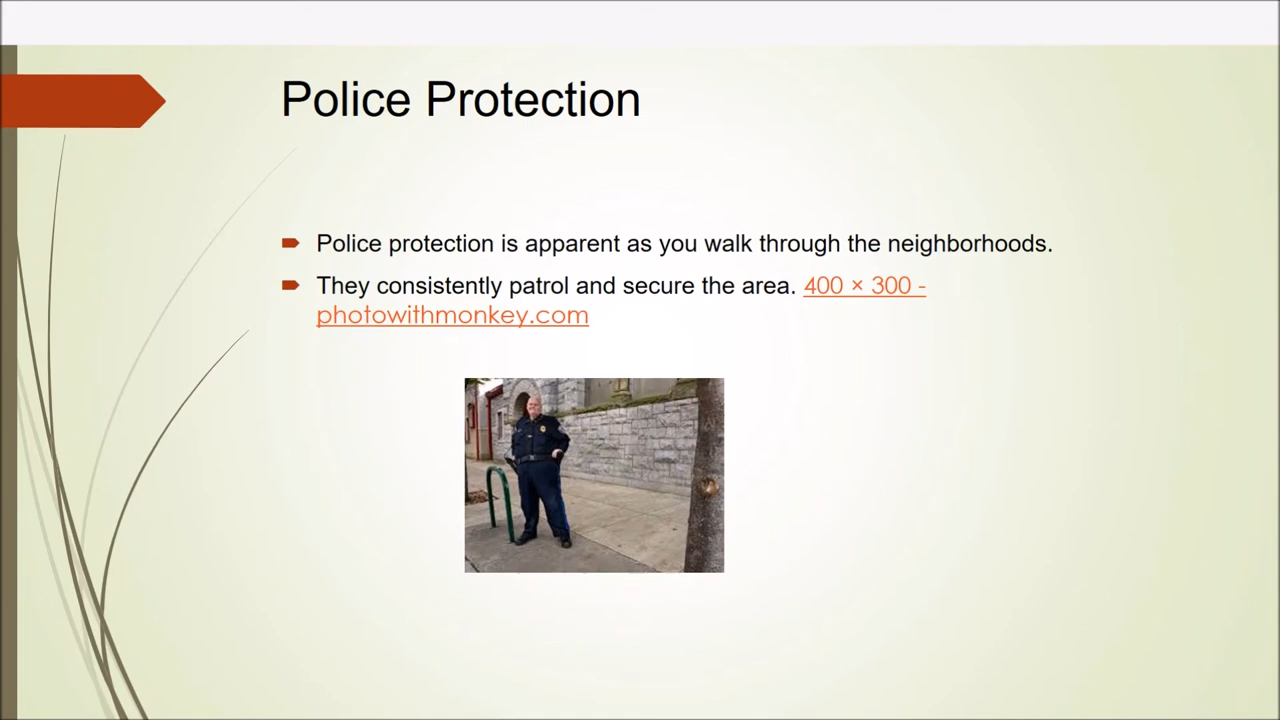 Police Protection
Police protection is apparent as you walk through the neighborhoods.
They consistently patrol and secure the area. 400 × 300 -
photowithmonkey.com